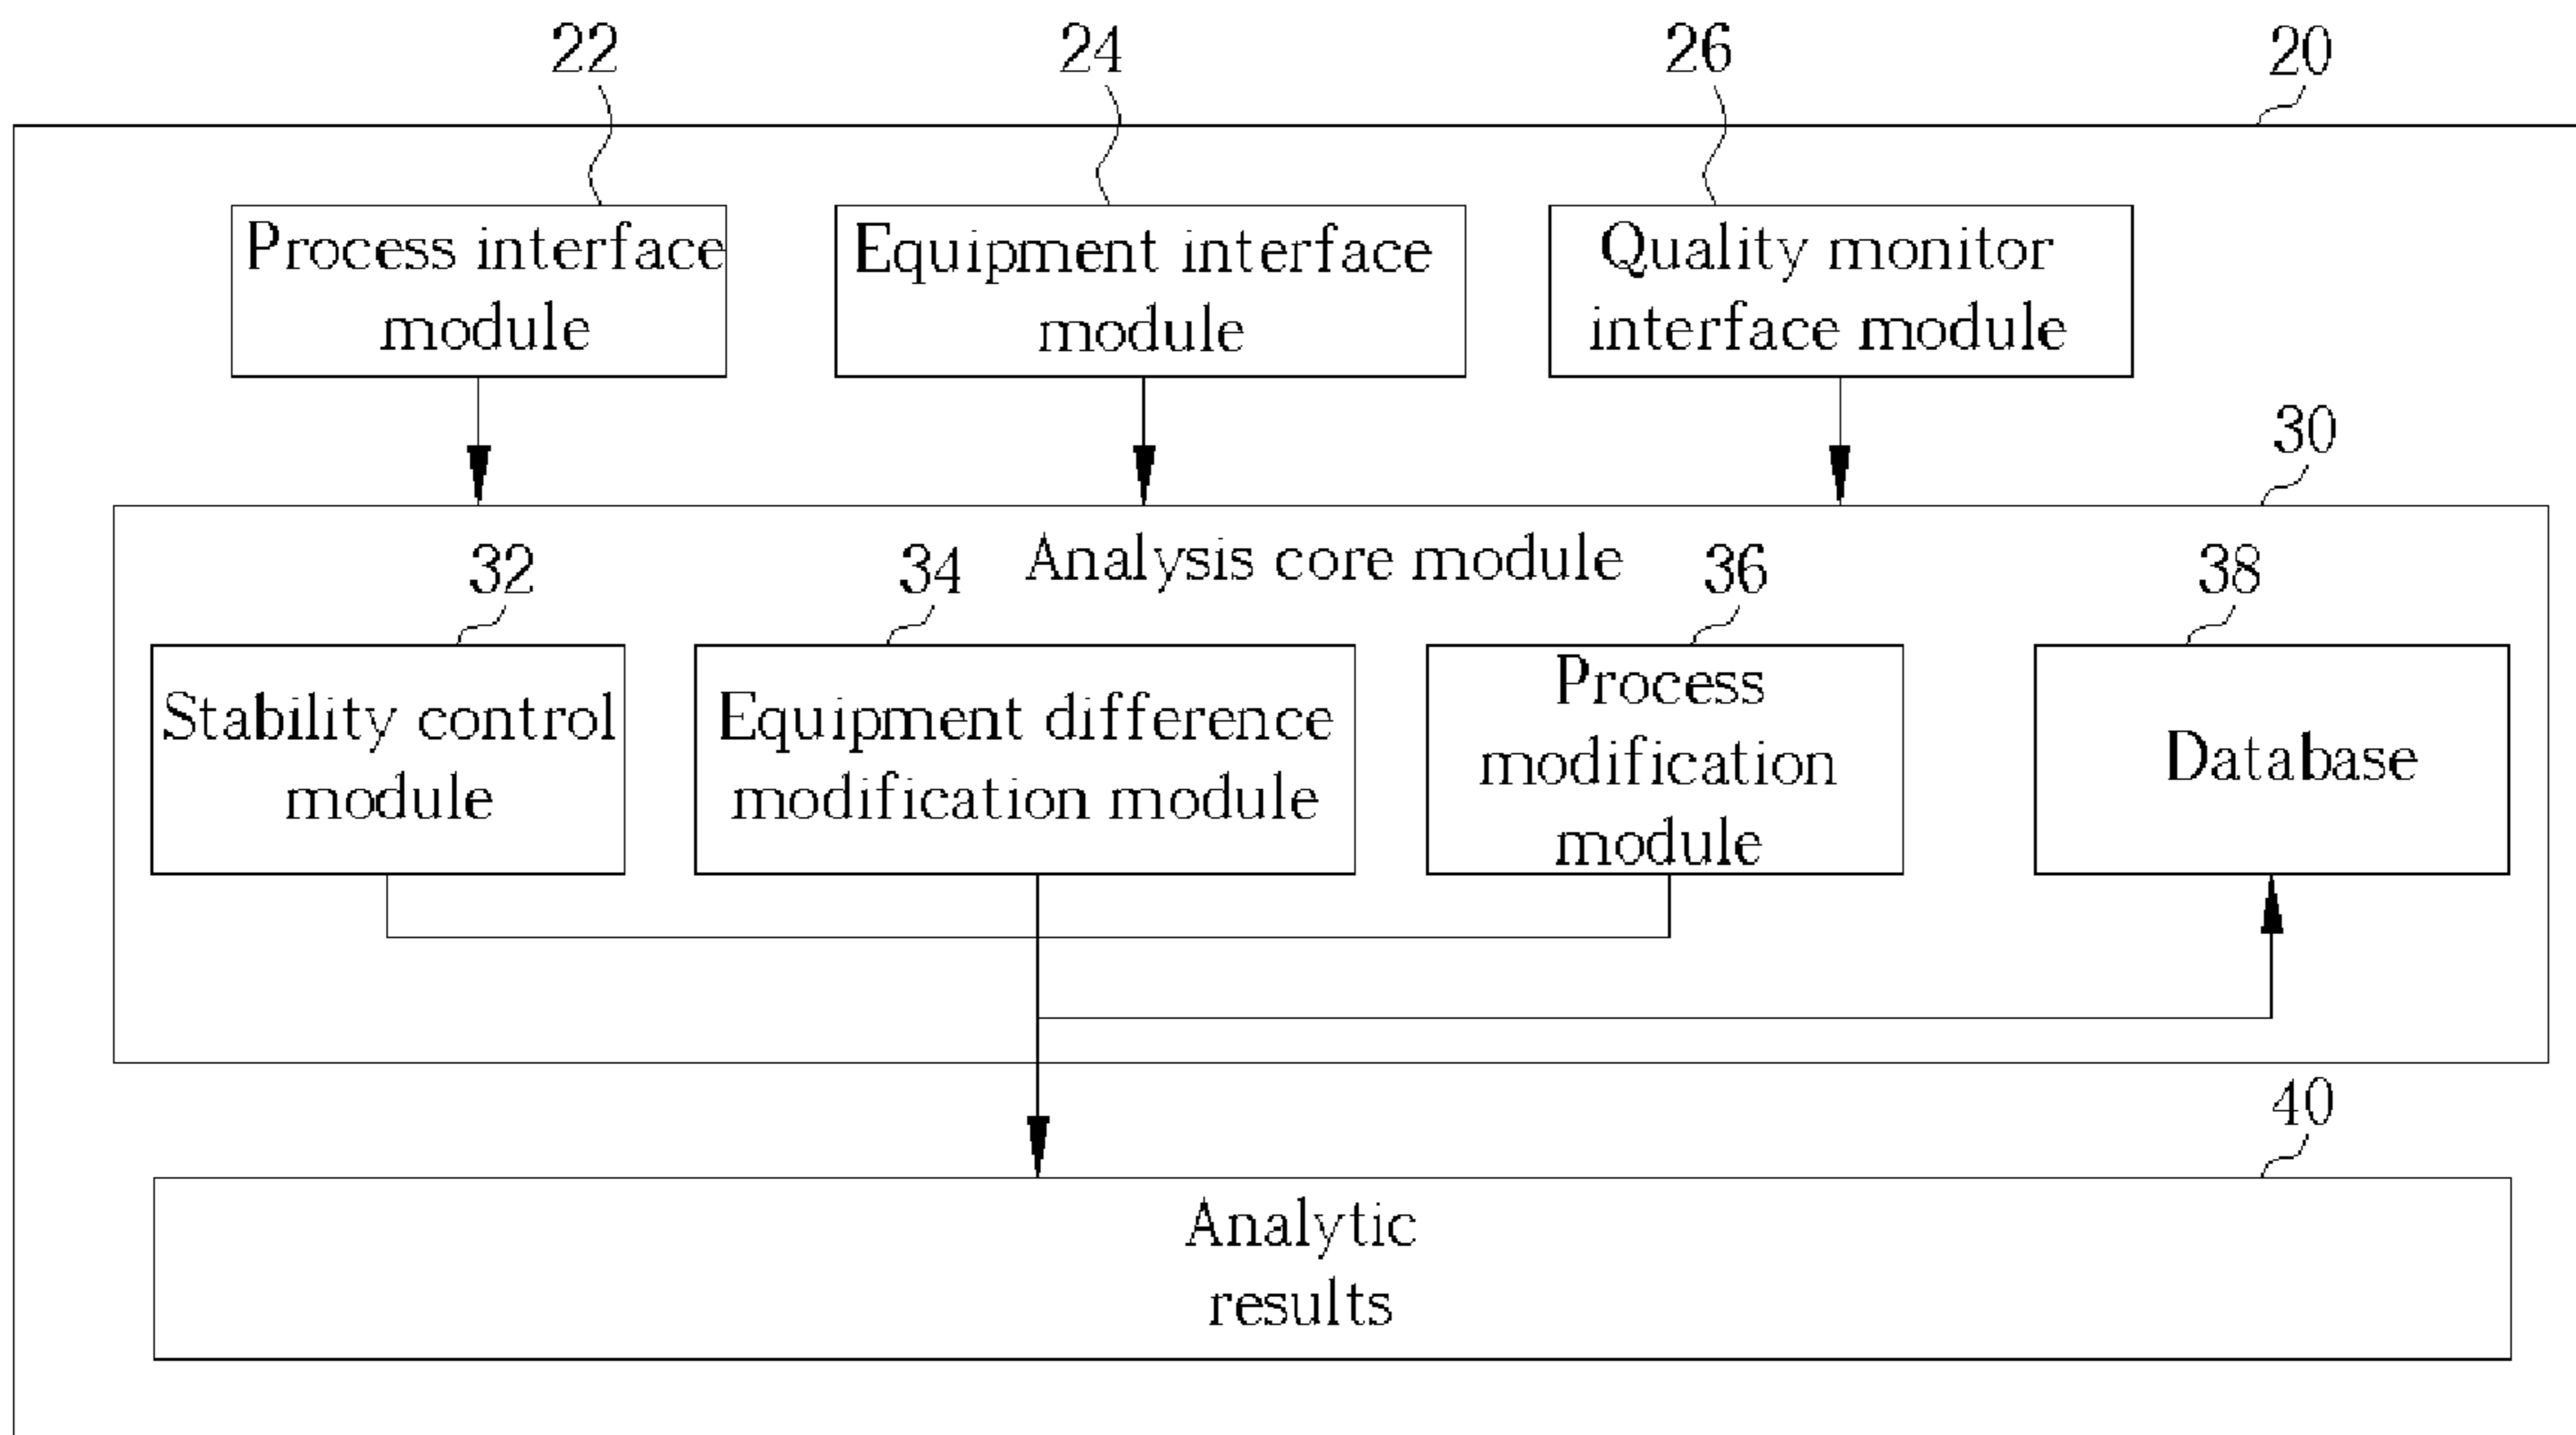 22
24
26
20
Process interface
module
Equipment interface
module
Quality monitor
interface module
30
Analysis core module
32
34
36
38
Stability control
module
Equipment difference
modification module
Process
modification
module
Database
40
Analytic
results